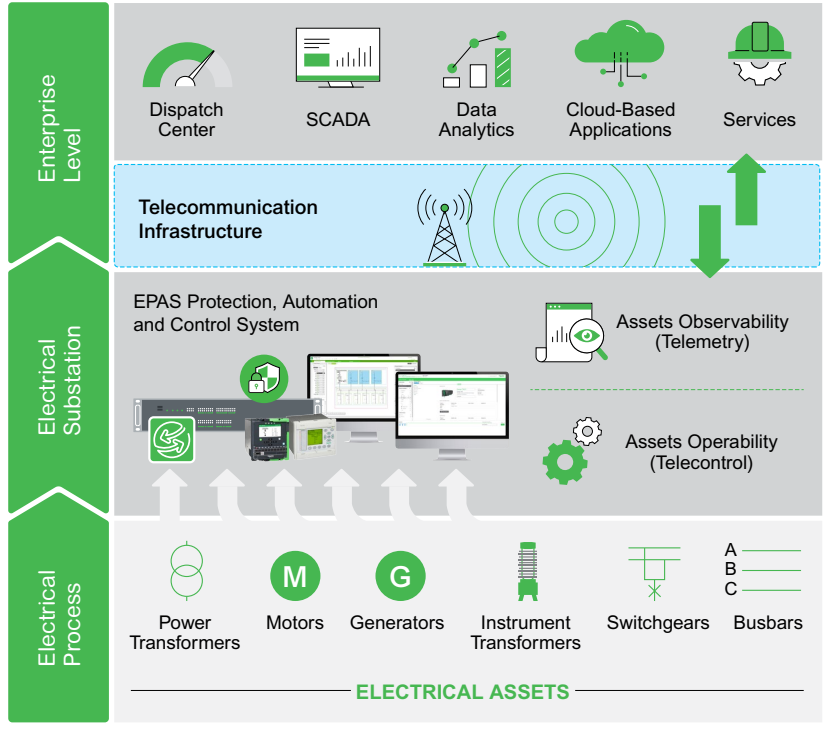 Enterprise
Level
Dispatch
Center
SCADA
Data
Analytics
Cloud-Based
Applications
Services
Telecommunication
Infrastructure
Electrical
Substation
EPAS Protection, Automation
and Control System
Assets Observability
(Telemetry)
Assets Operability
(Telecontrol)
Electrical
Process
Power
Transformers
M
Motors
G
Generators
Instrument
Transformers
Switchgears
A
B
C
Busbars
ELECTRICAL ASSETS